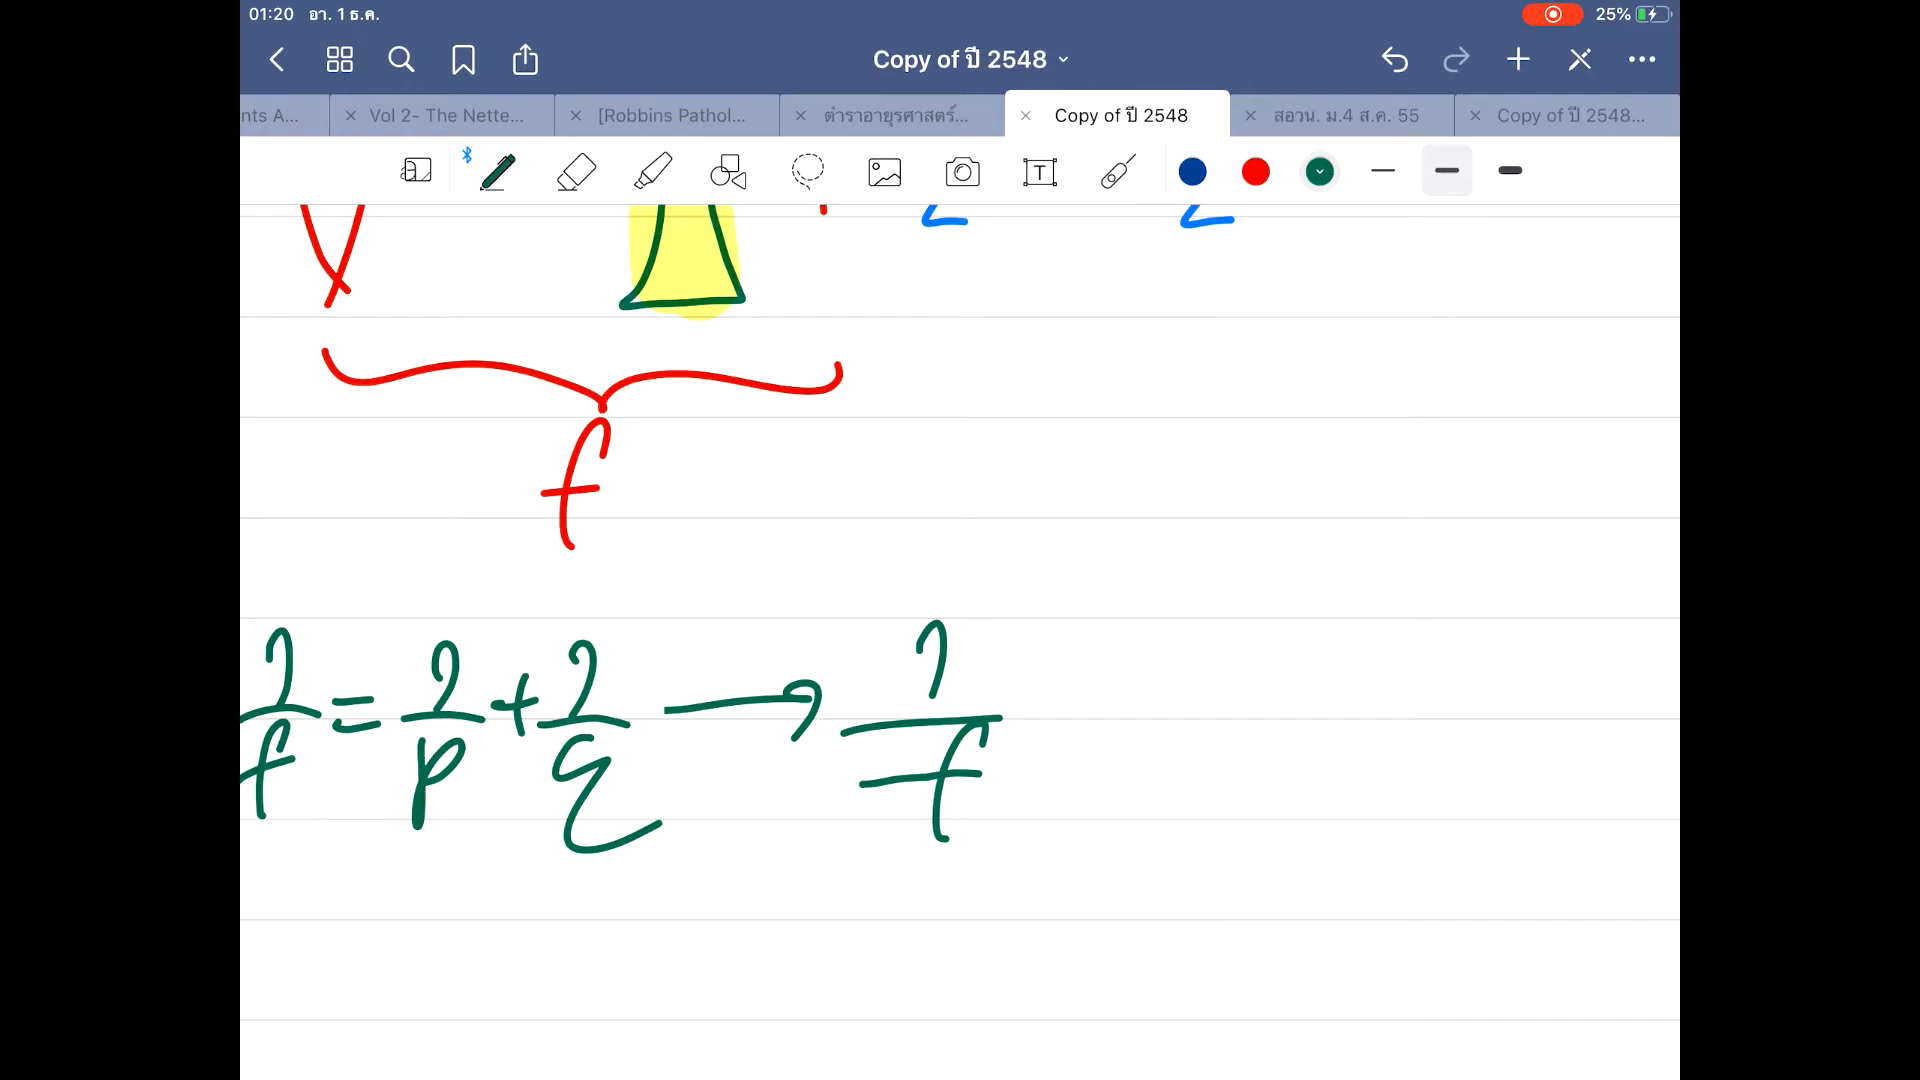 01:20 อา. 1 ธ.ค. 25%
Copy of ปี 2548
nts A... Vol 2- The Nette... [Robbins Pathol... ตำราอายุรศาสตร์... Copy of ปี 2548 สอวน. ม.4 ส.ค. 55 Copy of ปี 2548...
T
f
1/f = 1/p + 1/q → 1/f